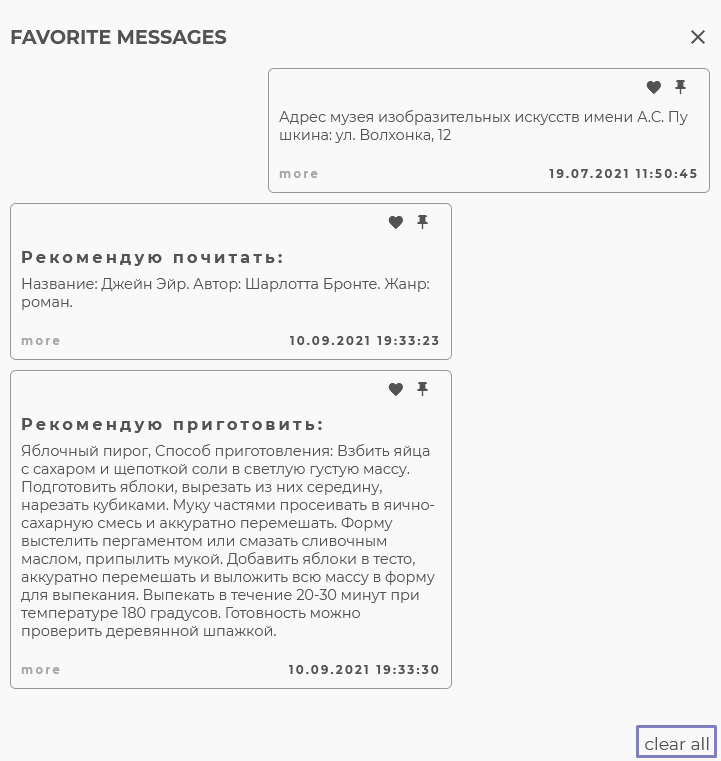 FAVORITE MESSAGES
Адрес музея изобразительных искусств имени А.С. Пу
шкина: ул. Волхонка, 12
more 19.07.2021 11:50:45
Рекомендую почитать:
Название: Джейн Эйр. Автор: Шарлотта Бронте. Жанр:
роман.
more 10.09.2021 19:33:23
Рекомендую приготовить:
Яблочный пирог, Способ приготовления: Взбить яйца
с сахаром и щепоткой соли в светлую густую массу.
Подготовить яблоки, вырезать из них середину,
нарезать кубиками. Муку частями просеивать в яично-
сахарную смесь и аккуратно перемешать. Форму
выстелить пергаментом или смазать сливочным
маслом, припылить мукой. Добавить яблоки в тесто,
аккуратно перемешать и выложить всю массу в форму
для выпекания. Выпекать в течение 20-30 минут при
температуре 180 градусов. Готовность можно
проверить деревянной шпажкой.
more 10.09.2021 19:33:30
clear all